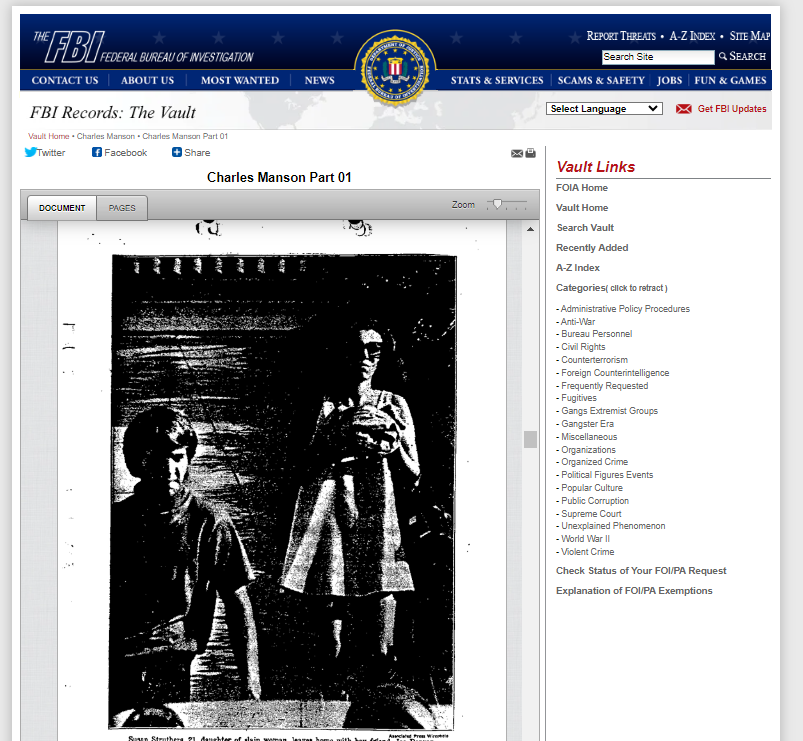 THE FBI FEDERAL BUREAU OF INVESTIGATION
REPORT THREATS • A-Z INDEX • SITE MAP
Search Site SEARCH
CONTACT US ABOUT US MOST WANTED NEWS STATS & SERVICES SCAMS & SAFETY JOBS FUN & GAMES
FBI Records: The Vault
Select Language Get FBI Updates
Vault Home • Charles Manson • Charles Manson Part 01
Twitter Facebook Share
Charles Manson Part 01
DOCUMENT PAGES Zoom
Associated Press Wirephoto
Susan Struthers, 21, daughter of slain woman, leaves home with boy friend, Joe
Vault Links
FOIA Home
Vault Home
Search Vault
Recently Added
A-Z Index
Categories( click to retract )
- Administrative Policy Procedures
- Anti-War
- Bureau Personnel
- Civil Rights
- Counterterrorism
- Foreign Counterintelligence
- Frequently Requested
- Fugitives
- Gangs Extremist Groups
- Gangster Era
- Miscellaneous
- Organizations
- Organized Crime
- Political Figures Events
- Popular Culture
- Public Corruption
- Supreme Court
- Unexplained Phenomenon
- World War II
- Violent Crime
Check Status of Your FOI/PA Request
Explanation of FOI/PA Exemptions